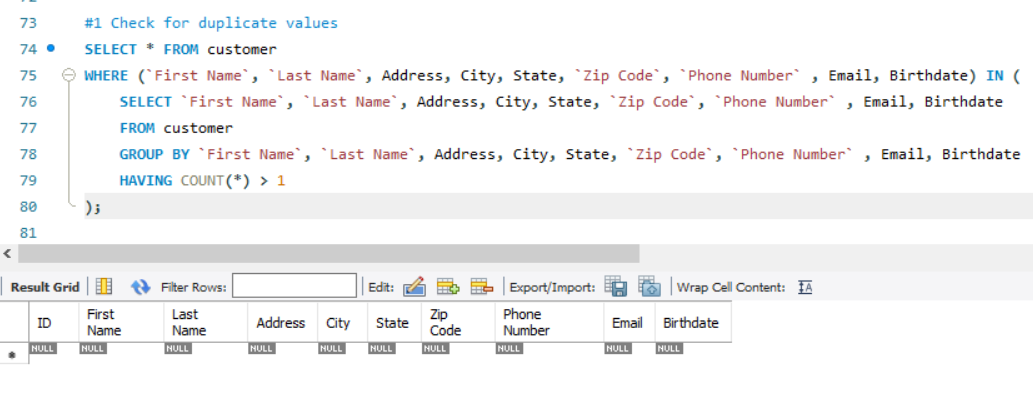 73 #1 Check for duplicate values
74 SELECT * FROM customer
75 WHERE (`First Name`, `Last Name`, Address, City, State, `Zip Code`, `Phone Number` , Email, Birthdate) IN (
76 SELECT `First Name`, `Last Name`, Address, City, State, `Zip Code`, `Phone Number` , Email, Birthdate
77 FROM customer
78 GROUP BY `First Name`, `Last Name`, Address, City, State, `Zip Code`, `Phone Number` , Email, Birthdate
79 HAVING COUNT(*) > 1
80 );
81
Result Grid Filter Rows: Edit: Export/Import: Wrap Cell Content:
ID First Name Last Name Address City State Zip Code Phone Number Email Birthdate
NULL NULL NULL NULL NULL NULL NULL NULL NULL NULL